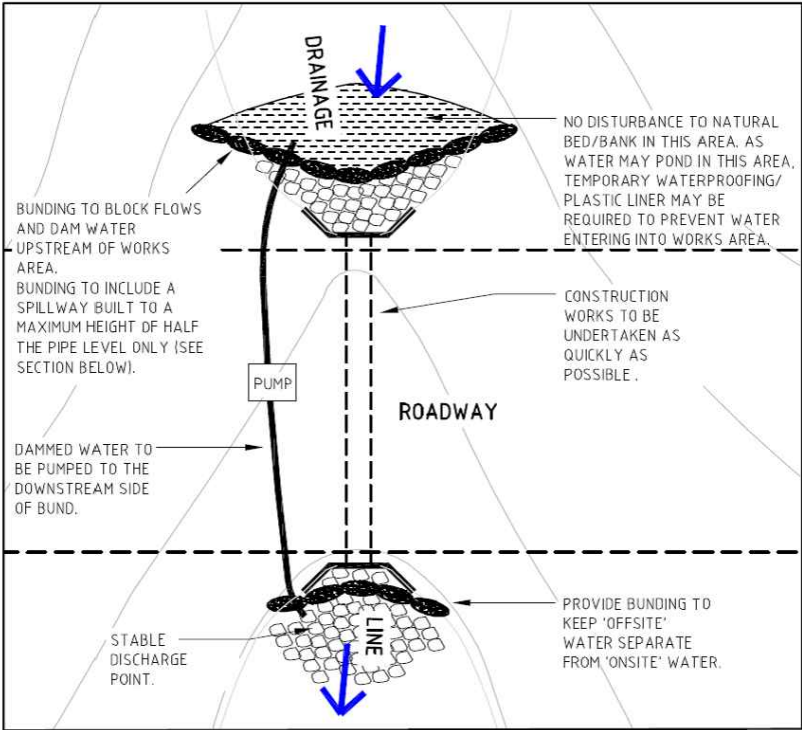 DRAINAGE
NO DISTURBANCE TO NATURAL
BED/BANK IN THIS AREA. AS
WATER MAY POND IN THIS AREA,
TEMPORARY WATERPROOFING/
PLASTIC LINER MAY BE
REQUIRED TO PREVENT WATER
ENTERING INTO WORKS AREA.
BUNDING TO BLOCK FLOWS
AND DAM WATER
UPSTREAM OF WORKS
AREA.
BUNDING TO INCLUDE A
SPILLWAY BUILT TO A
MAXIMUM HEIGHT OF HALF
THE PIPE LEVEL ONLY (SEE
SECTION BELOW).
CONSTRUCTION
WORKS TO BE
UNDERTAKEN AS
QUICKLY AS
POSSIBLE.
PUMP
ROADWAY
DAMMED WATER TO
BE PUMPED TO THE
DOWNSTREAM SIDE
OF BUND.
PROVIDE BUNDING TO
KEEP 'OFFSITE'
WATER SEPARATE
FROM 'ONSITE' WATER.
STABLE
DISCHARGE
POINT.
LINE